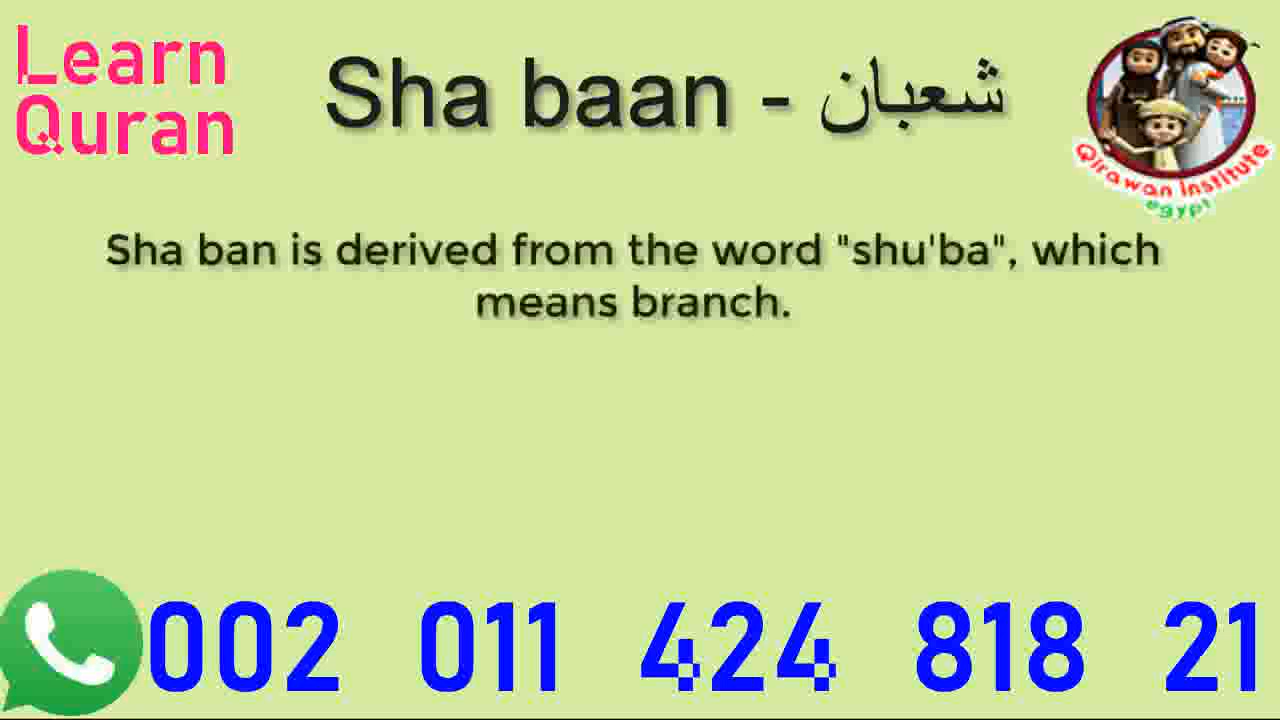 Learn
Quran
Sha baan - شعبان
Qirawan Institute
egypt
Sha ban is derived from the word "shu'ba", which
means branch.
002 011 424 818 21